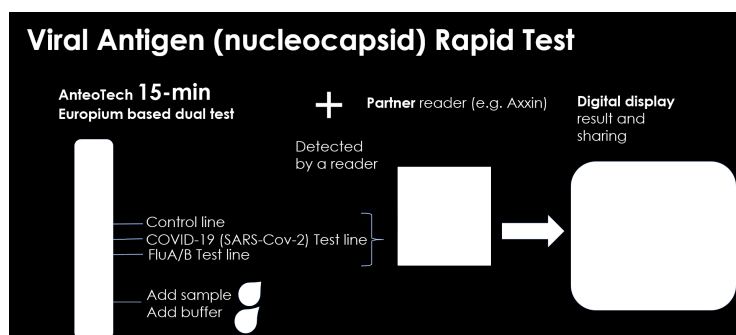 Viral Antigen (nucleocapsid) Rapid Test
AnteoTech 15-min
Europium based dual test
+
Partner reader (e.g. Axxin)
Digital display
result and
sharing
Detected
by a reader
Control line
COVID-19 (SARS-Cov-2) Test line
FluA/B Test line
Add sample
Add buffer